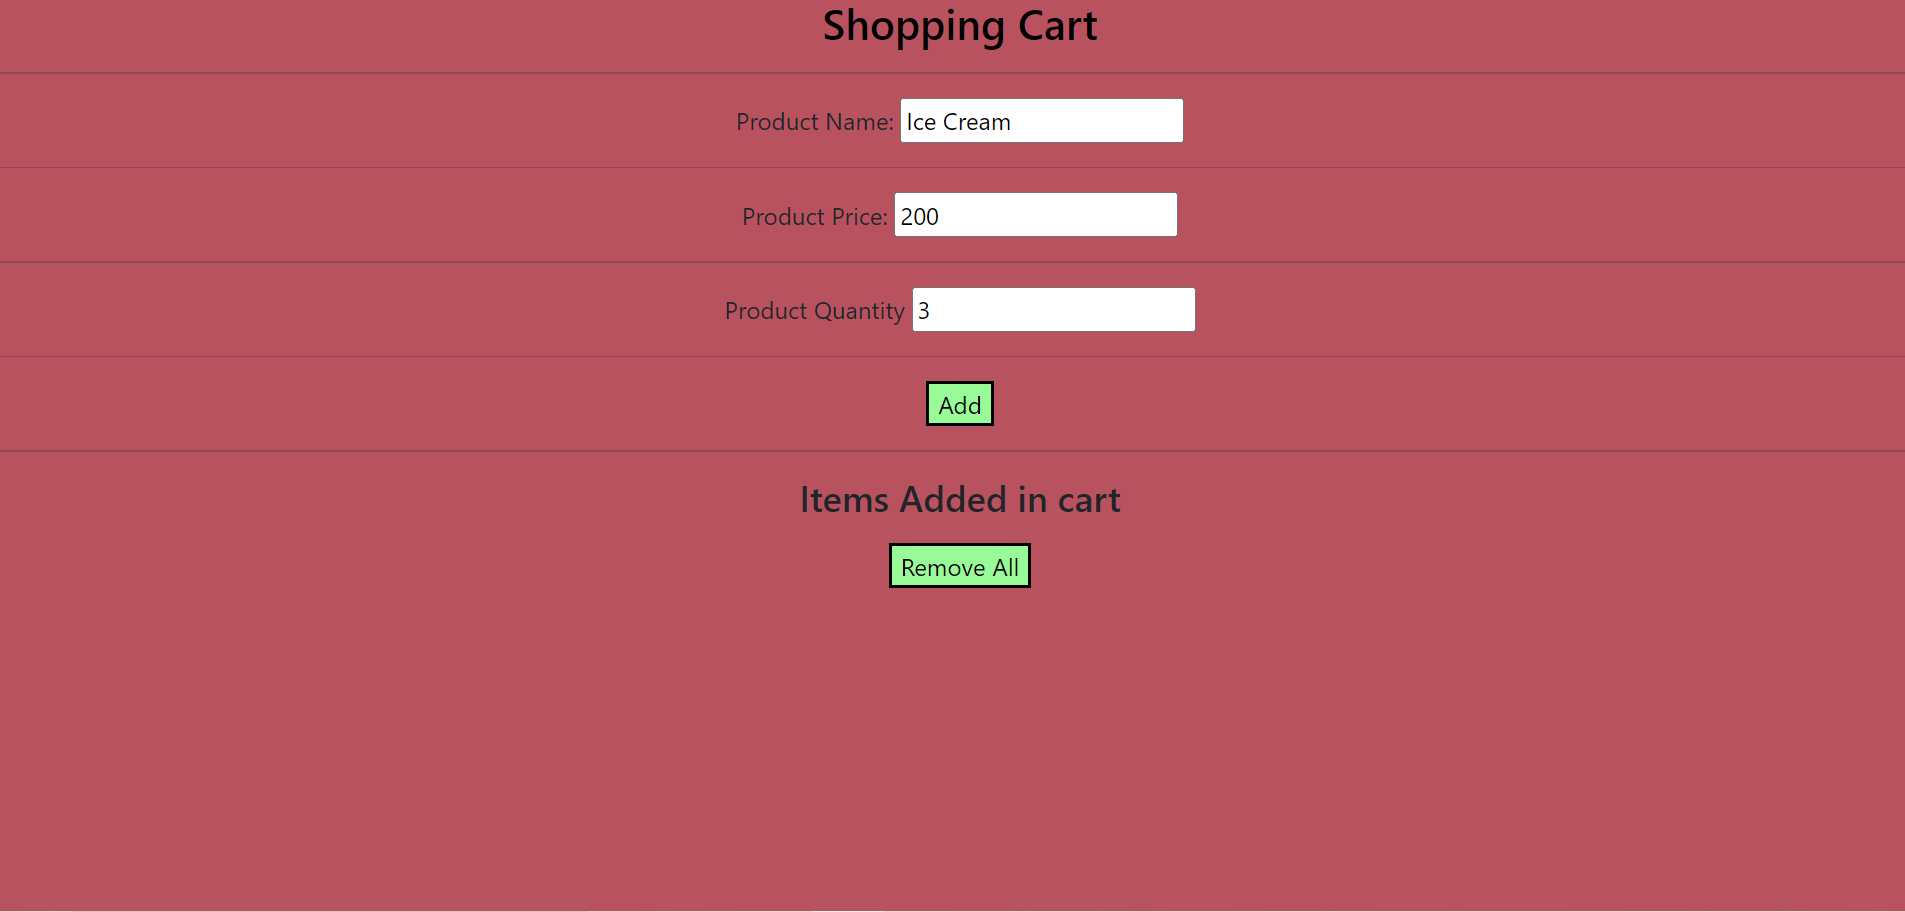 Shopping Cart
Product Name: Ice Cream
Product Price: 200
Product Quantity 3
Add
Items Added in cart
Remove All